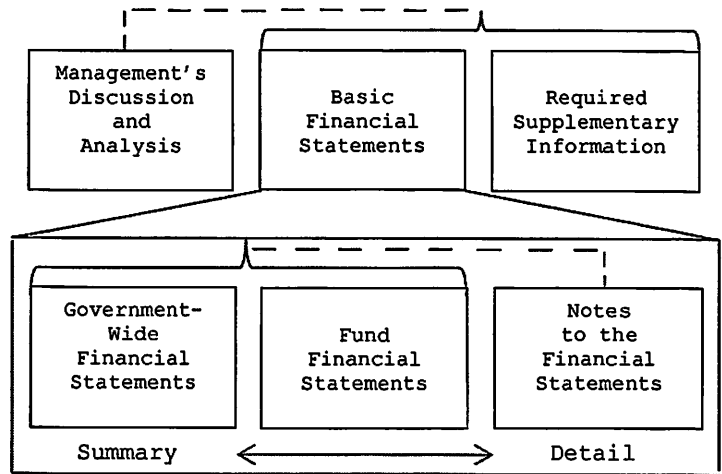 Management's
Discussion
and
Analysis
Basic
Financial
Statements
Required
Supplementary
Information
Government-
Wide
Financial
Statements
Fund
Financial
Statements
Notes
to the
Financial
Statements
Summary
Detail